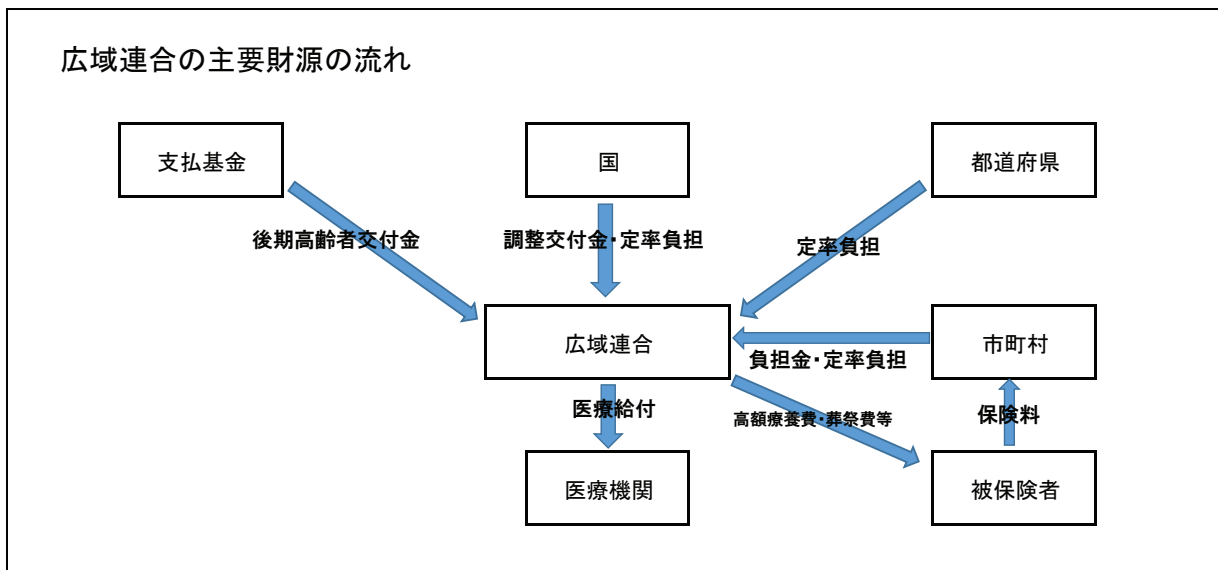 広域連合の主要財源の流れ
支払基金
国
都道府県
後期高齢者交付金
調整交付金・定率負担
定率負担
広域連合
市町村
負担金・定率負担
医療給付
高額療養費・葬祭費等
保険料
医療機関
被保険者